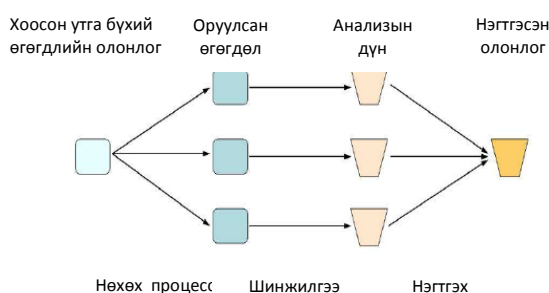 Хоосон утга бүхий
өгөгдлийн олонлог
Оруулсан
өгөгдөл
Анализын
дүн
Нэгтгэсэн
олонлог
Нөхөх процесс
Шинжилгээ
Нэгтгэх